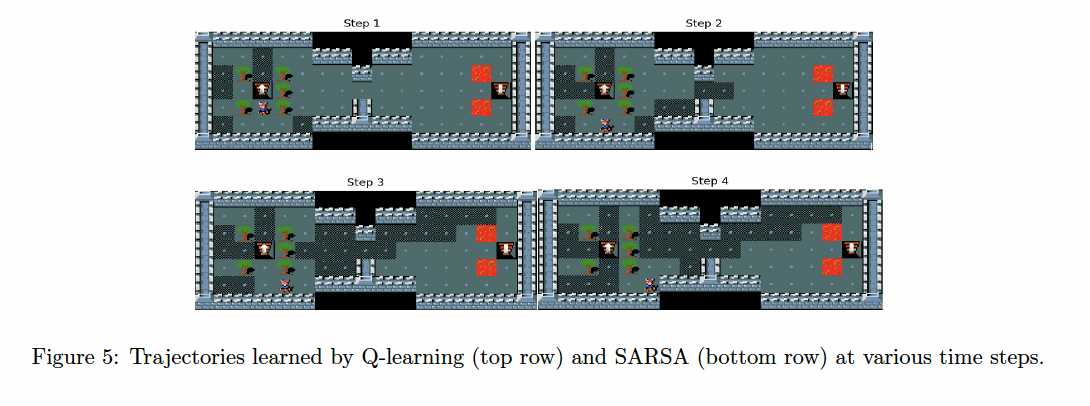 Step 1
Step 2
Step 3
Step 4
Figure 5: Trajectories learned by Q-learning (top row) and SARSA (bottom row) at various time steps.